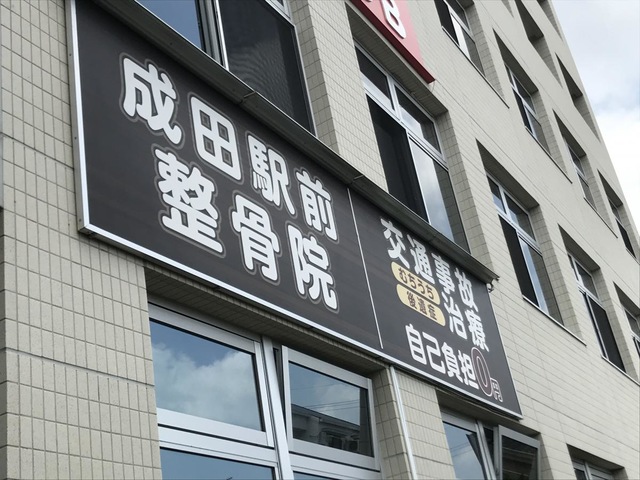 成田駅前
整骨院
交通事故
むちうち
後遺症
治療
自己負担0円
B